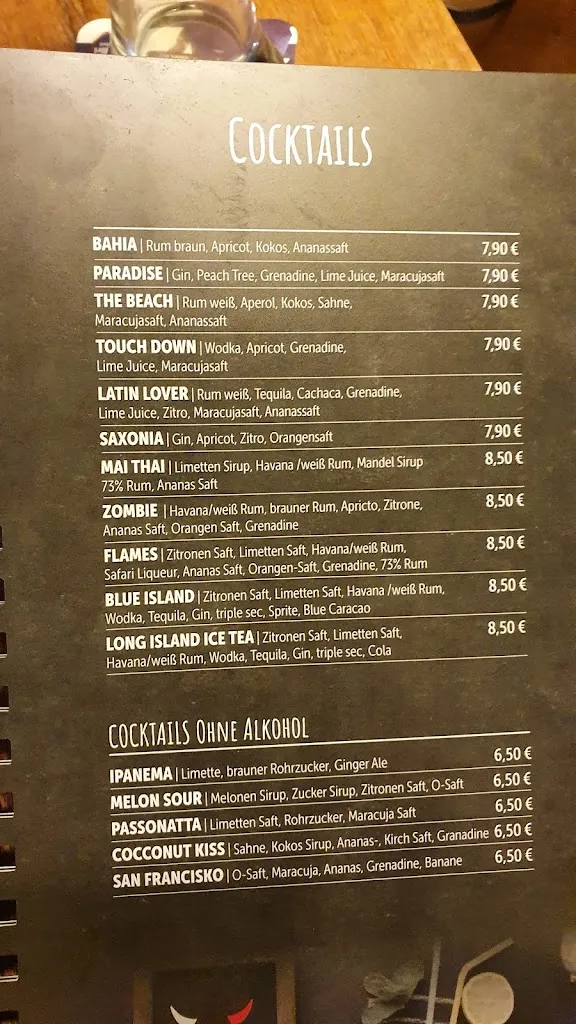 COCKTAILS
BAHIA | Rum braun, Apricot, Kokos, Ananassaft 7,90 €
PARADISE | Gin, Peach Tree, Grenadine, Lime Juice, Maracujasaft 7,90 €
THE BEACH | Rum weiß, Aperol, Kokos, Sahne, 7,90 €
Maracujasaft, Ananassaft
TOUCH DOWN | Wodka, Apricot, Grenadine, 7,90 €
Lime Juice, Maracujasaft
LATIN LOVER | Rum weiß, Tequila, Cachaca, Grenadine, 7,90 €
Lime Juice, Zitro, Maracujasaft, Ananassaft
SAXONIA | Gin, Apricot, Zitro, Orangensaft 7,90 €
MAI THAI | Limetten Sirup, Havana /weiß Rum, Mandel Sirup 8,50 €
73% Rum, Ananas Saft
ZOMBIE | Havana/weiß Rum, brauner Rum, Apricto, Zitrone, 8,50 €
Ananas Saft, Orangen Saft, Grenadine
FLAMES | Zitronen Saft, Limetten Saft, Havana/weiß Rum, 8,50 €
Safari Liqueur, Ananas Saft, Orangen-Saft, Grenadine, 73% Rum
BLUE ISLAND | Zitronen Saft, Limetten Saft, Havana /weiß Rum, 8,50 €
Wodka, Tequila, Gin, triple sec, Sprite, Blue Caracao
LONG ISLAND ICE TEA | Zitronen Saft, Limetten Saft, 8,50 €
Havana/weiß Rum, Wodka, Tequila, Gin, triple sec, Cola
COCKTAILS OHNE ALKOHOL
IPANEMA | Limette, brauner Rohrzucker, Ginger Ale 6,50 €
MELON SOUR | Melonen Sirup, Zucker Sirup, Zitronen Saft, O-Saft 6,50 €
PASSONATTA | Limetten Saft, Rohrzucker, Maracuja Saft 6,50 €
COCCONUT KISS | Sahne, Kokos Sirup, Ananas-, Kirch Saft, Granadine 6,50 €
SAN FRANCISKO | O-Saft, Maracuja, Ananas, Grenadine, Banane 6,50 €